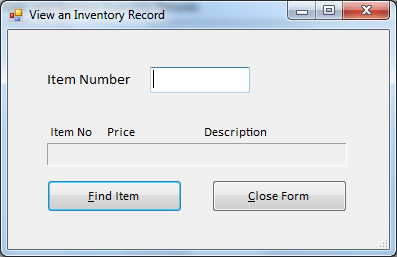 View an Inventory Record
Item Number
Item No Price Description
Find Item Close Form